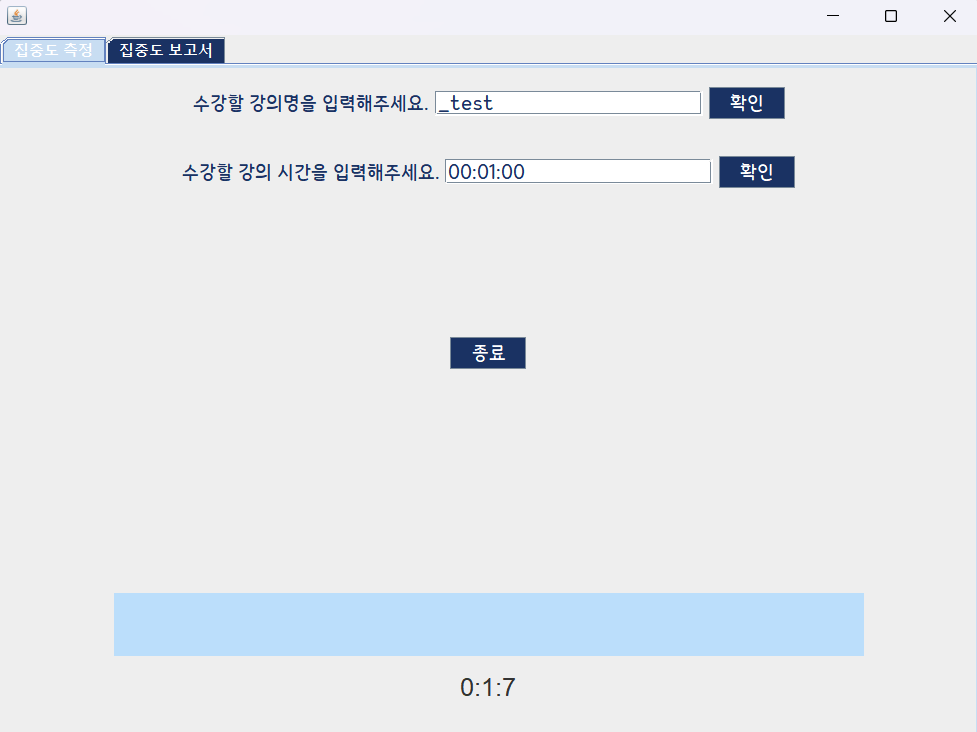 집중도 측정 집중도 보고서
수강할 강의명을 입력해주세요. _test 확인
수강할 강의 시간을 입력해주세요. 00:01:00 확인
종료
0:1:7